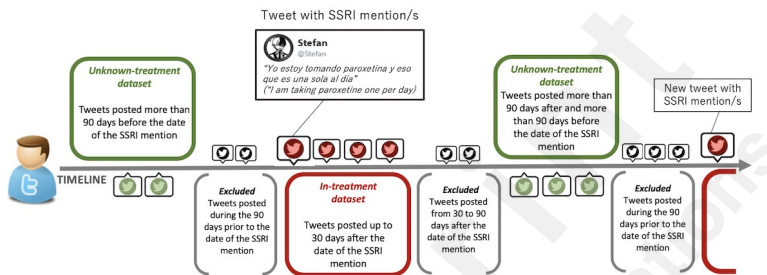 Tweet with SSRI mention/s
Stefan
@Stefan
"Yo estoy tomando paroxetina y eso
que es una sola al día"
("I am taking paroxetine one per day)
Unknown-treatment
dataset
Tweets posted more than
90 days before the date
of the SSRI mention
Unknown-treatment
dataset
Tweets posted more than
90 days after and more
than 90 days before
the date of the SSRI
mention
New tweet with
SSRI mention/s
TIMELINE
Excluded
Tweets posted
during the 90
days prior to the
date of the SSRI
mention
In-treatment
dataset
Tweets posted up to
30 days after the
date of the SSRI
mention
Excluded
Tweets posted
from 30 to 90
days after the
date of the SSRI
mention
Excluded
Tweets posted
during the 90
days prior to the
date of the SSRI
mention